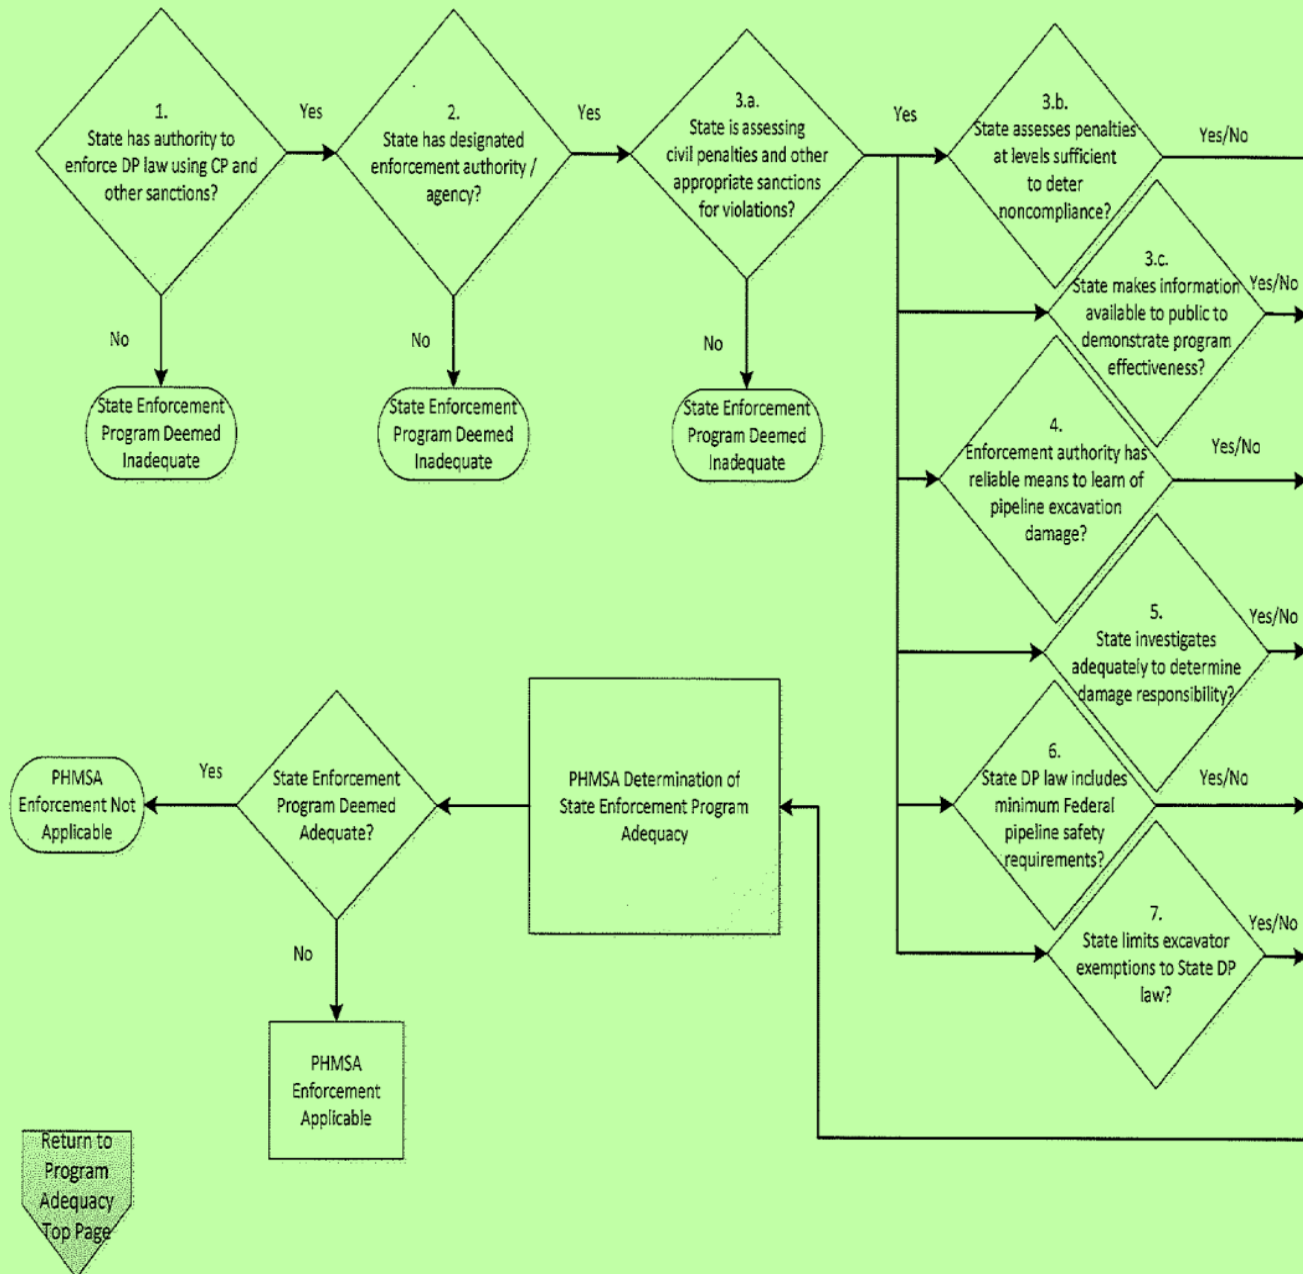 1.
State has authority to
enforce DP law using CP and
other sanctions?
Yes
No
State Enforcement
Program Deemed
Inadequate
2.
State has designated
enforcement authority /
agency?
Yes
No
State Enforcement
Program Deemed
Inadequate
3.a.
State is assessing
civil penalties and other
appropriate sanctions
for violations?
Yes
No
State Enforcement
Program Deemed
Inadequate
3.b.
State assesses penalties
at levels sufficient
to deter
noncompliance?
Yes/No
3.c.
State makes information
available to public to
demonstrate program
effectiveness?
Yes/No
4.
Enforcement authority has
reliable means to learn of
pipeline excavation
damage?
Yes/No
5.
State investigates
adequately to determine
damage responsibility?
Yes/No
6.
State DP law includes
minimum Federal
pipeline safety
requirements?
Yes/No
7.
State limits excavator
exemptions to State DP
law?
Yes/No
PHMSA Determination of
State Enforcement Program
Adequacy
State Enforcement
Program Deemed
Adequate?
Yes
PHMSA
Enforcement Not
Applicable
No
PHMSA
Enforcement
Applicable
Return to
Program
Adequacy
Top Page